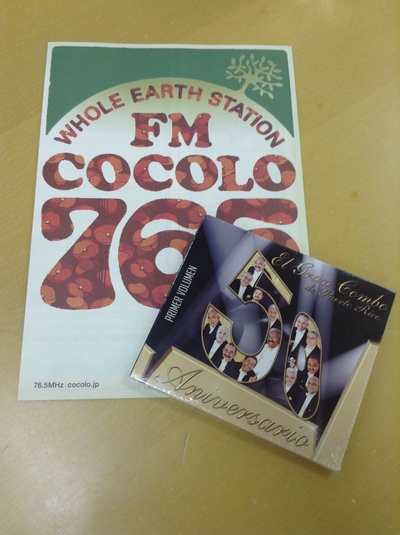 WHOLE EARTH STATION
FM
COCOLO
765
76.5MHz cocolo.jp
PRIMER VOLUMEN
El Gran Combo
de Puerto Rico
50
Aniversario